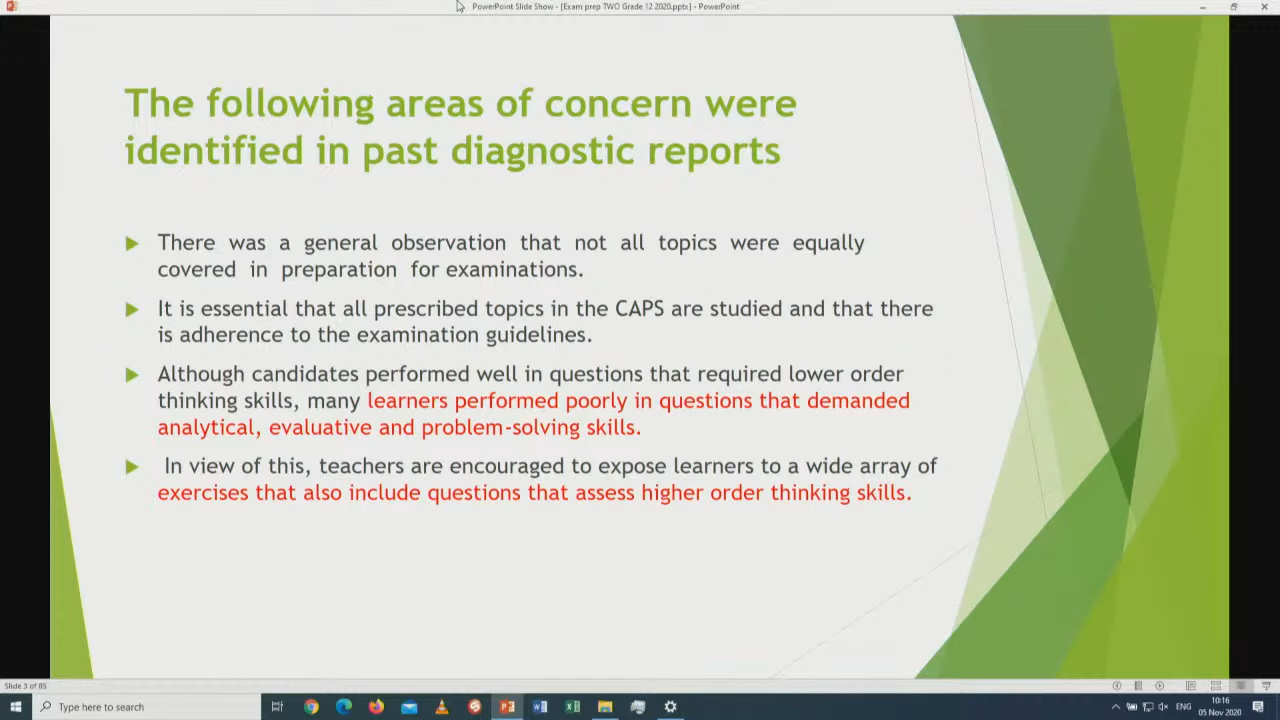 PowerPoint Slide Show - [Exam prep TWO Grade 12 2020.pptx] - PowerPoint
The following areas of concern were
identified in past diagnostic reports
There was a general observation that not all topics were equally
covered in preparation for examinations.
It is essential that all prescribed topics in the CAPS are studied and that there
is adherence to the examination guidelines.
Although candidates performed well in questions that required lower order
thinking skills, many learners performed poorly in questions that demanded
analytical, evaluative and problem-solving skills.
In view of this, teachers are encouraged to expose learners to a wide array of
exercises that also include questions that assess higher order thinking skills.
Slide 3 of 85
Type here to search
ENG
10:16
05 Nov 2020